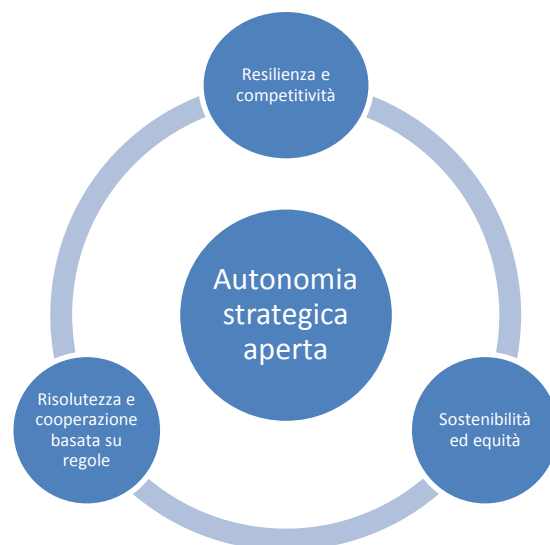 Resilienza e
competitività
Autonomia
strategica
aperta
Risolutezza e
cooperazione
basata su
regole
Sostenibilità
ed equità